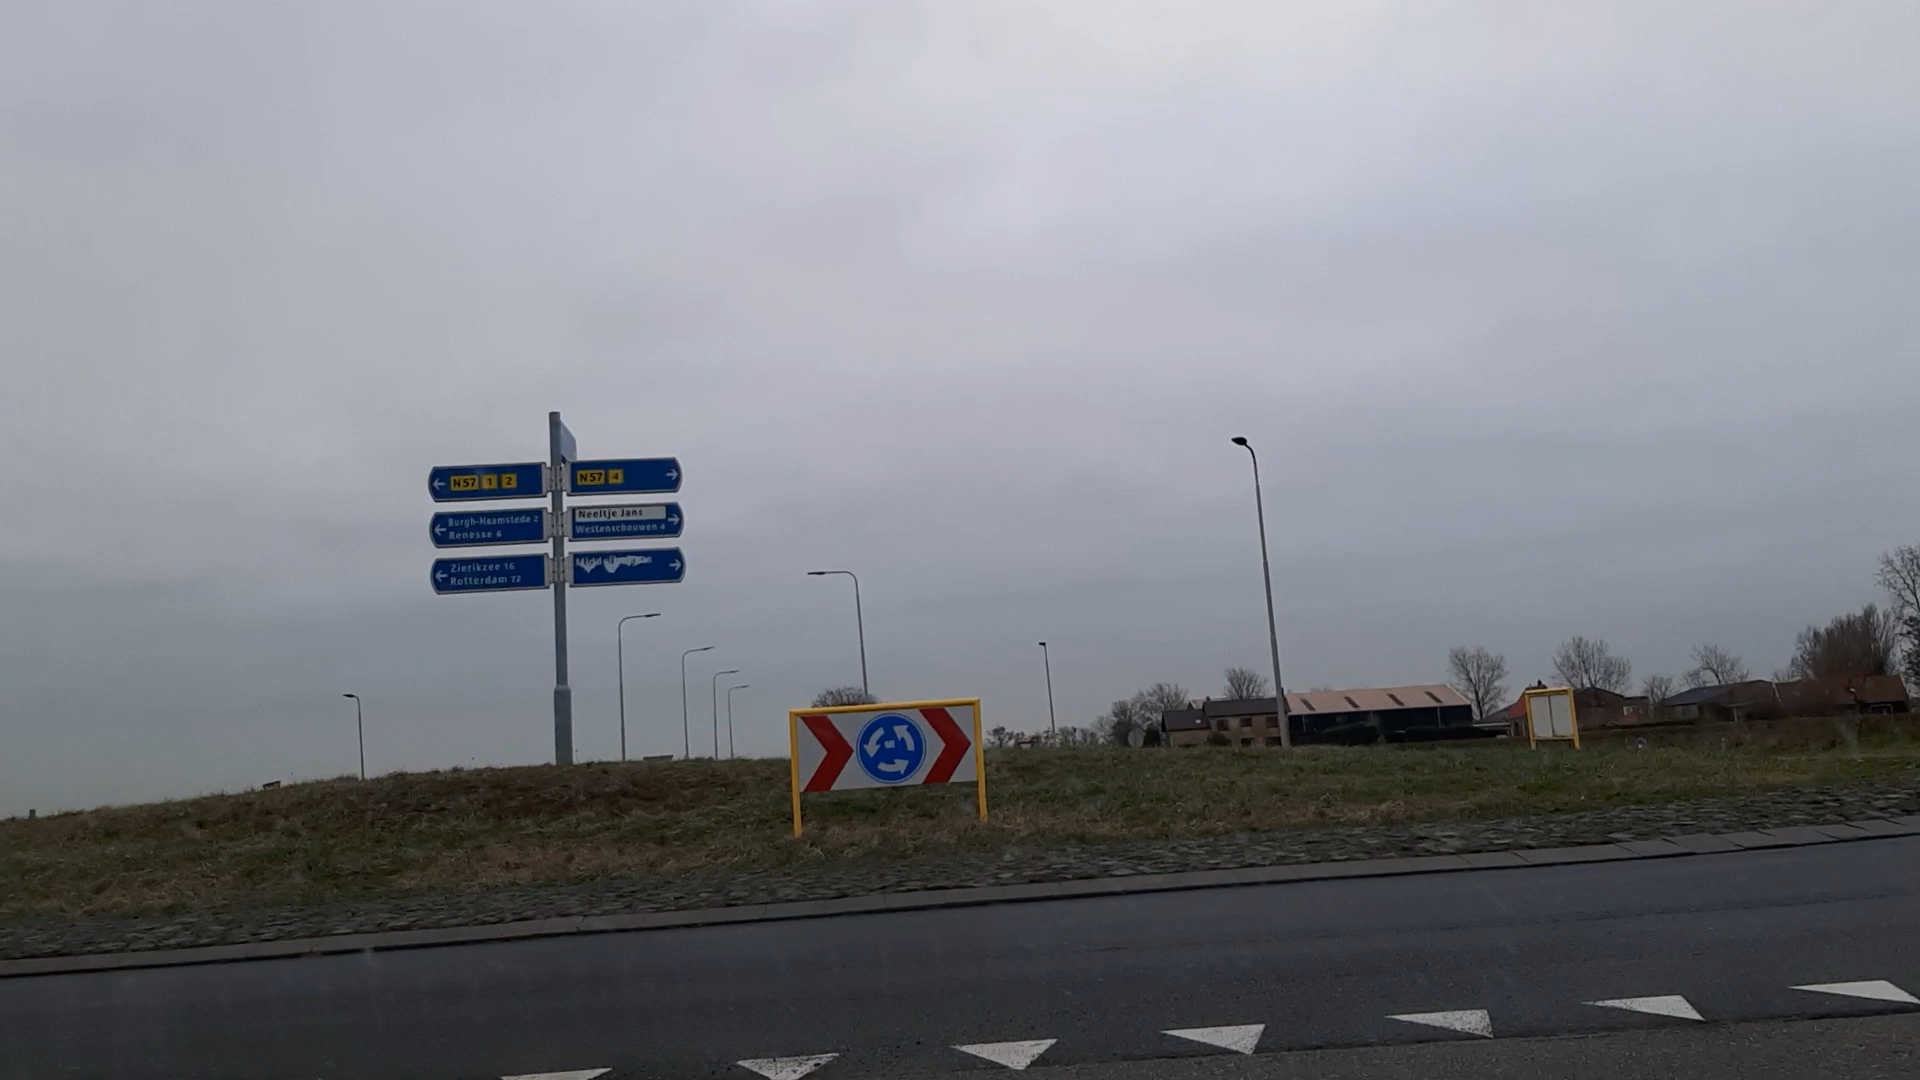 N57 1 2
Burgh-Haamstede 2
Renesse 6
Zierikzee 16
Rotterdam 72
N57 4
Neeltje Jans
Westenschouwen 4